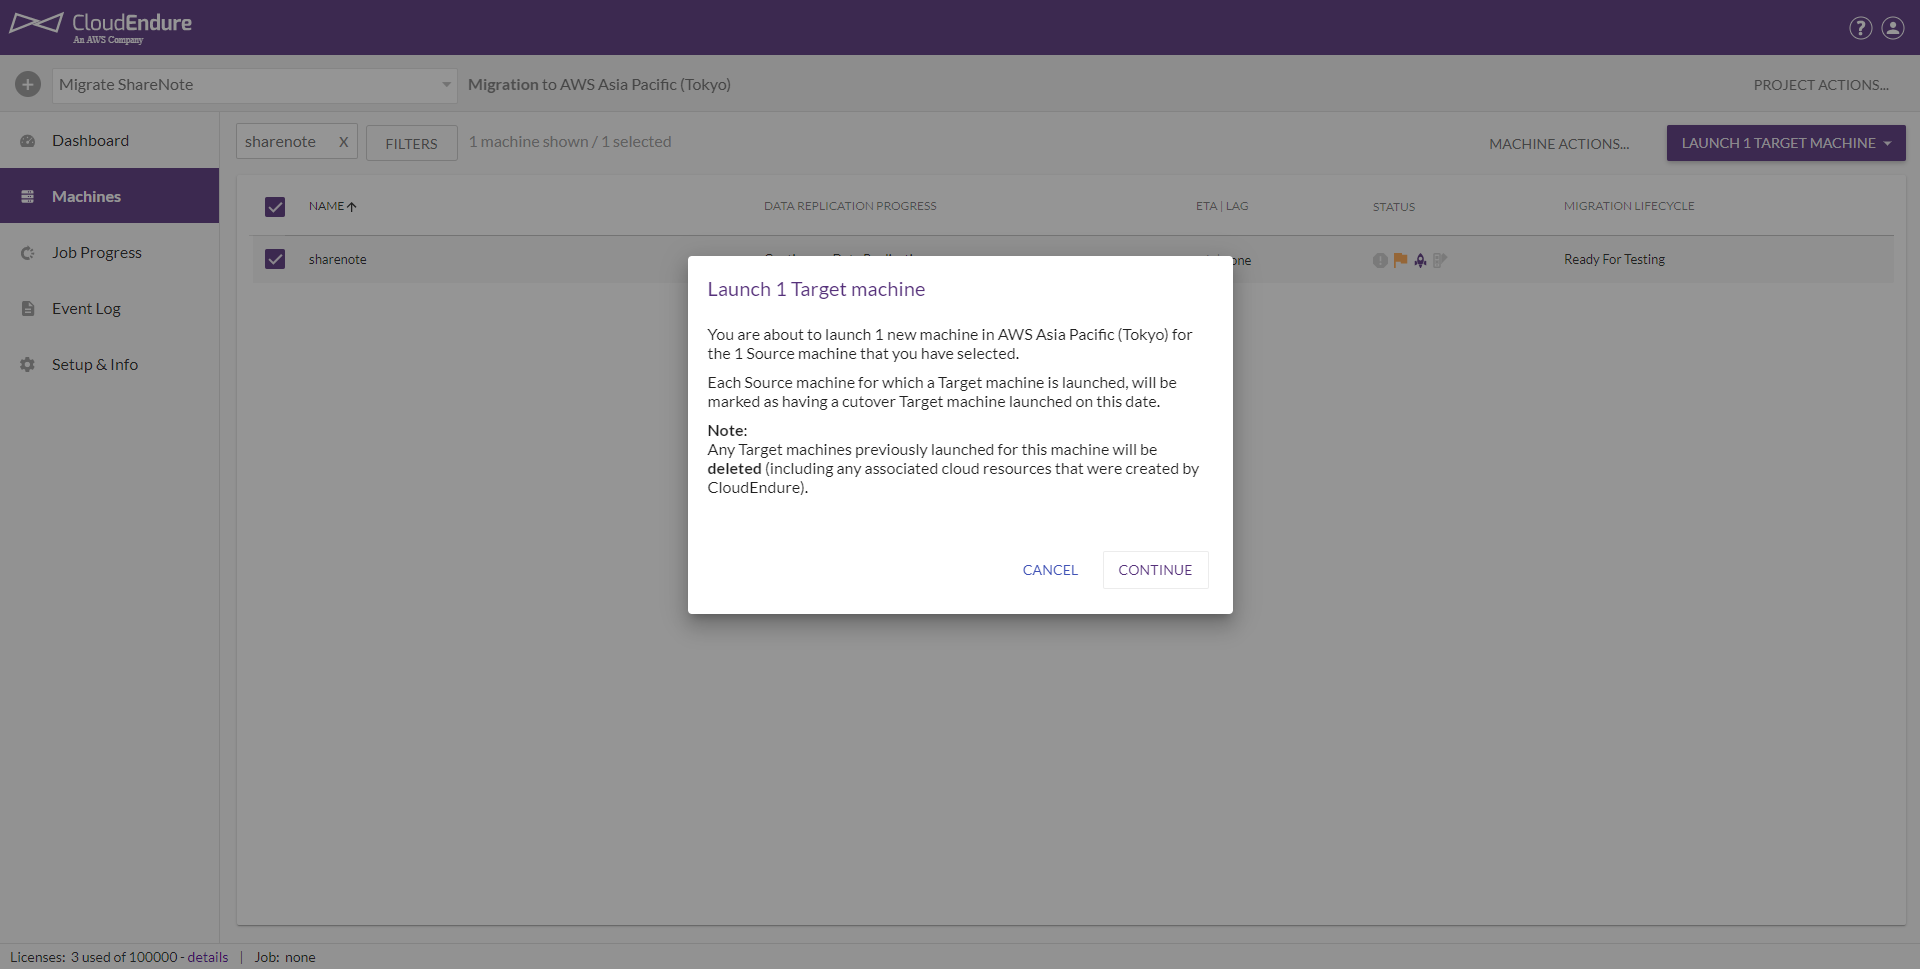 CloudEndure
An AWS Company
Migrate ShareNote
Migration to AWS Asia Pacific (Tokyo)
PROJECT ACTIONS...
Dashboard
Machines
Job Progress
Event Log
Setup & Info
sharenote X
FILTERS
1 machine shown / 1 selected
MACHINE ACTIONS...
LAUNCH 1 TARGET MACHINE
NAME
DATA REPLICATION PROGRESS
ETA | LAG
STATUS
MIGRATION LIFECYCLE
sharenote
Ready For Testing
Launch 1 Target machine
You are about to launch 1 new machine in AWS Asia Pacific (Tokyo) for
the 1 Source machine that you have selected.
Each Source machine for which a Target machine is launched, will be
marked as having a cutover Target machine launched on this date.
Note:
Any Target machines previously launched for this machine will be
deleted (including any associated cloud resources that were created by
CloudEndure).
CANCEL
CONTINUE
Licenses: 3 used of 100000 - details | Job: none